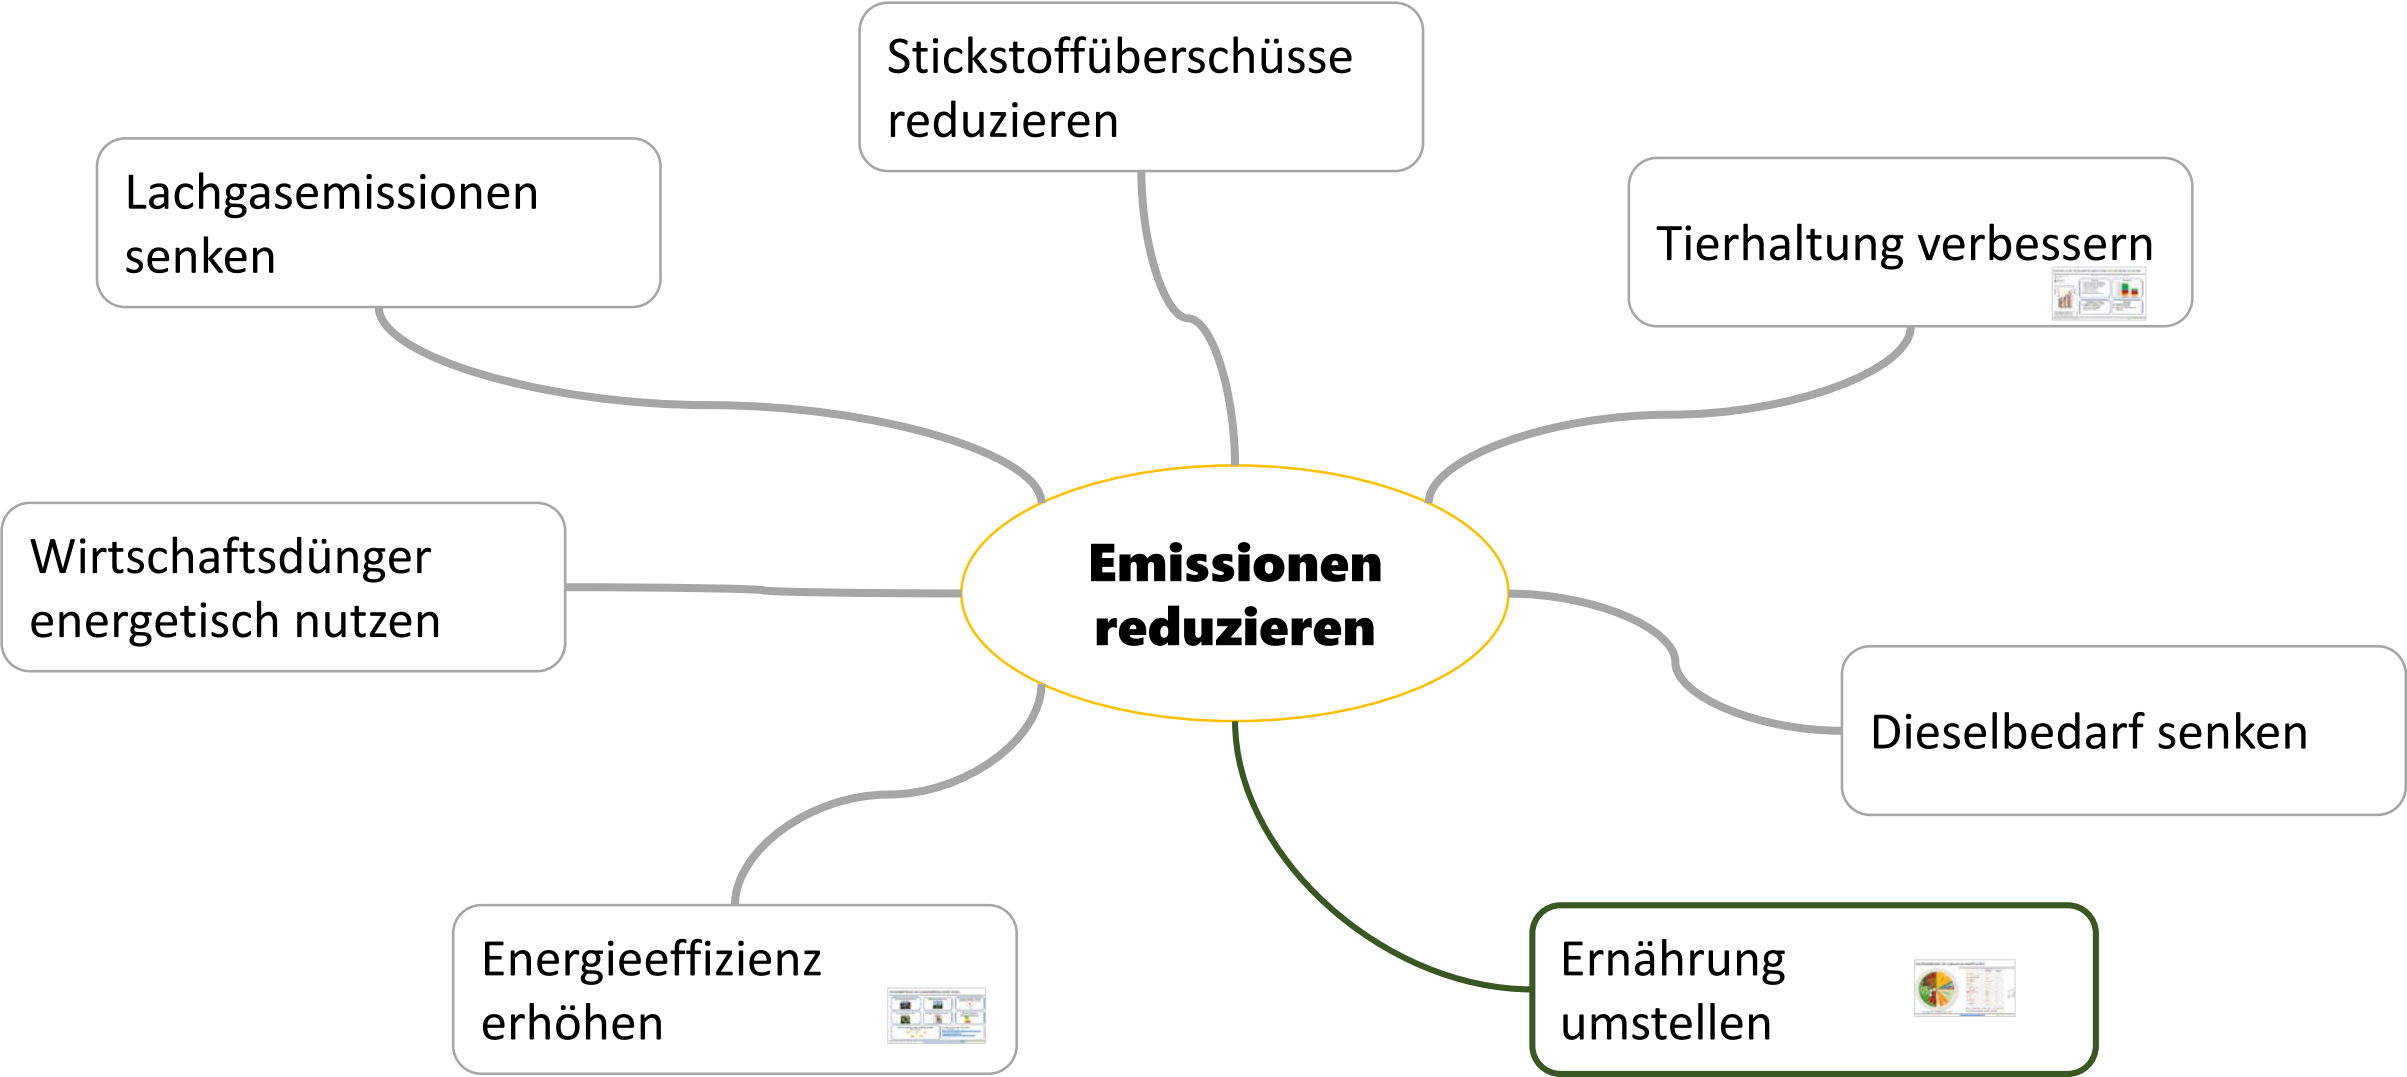 Stickstoffüberschüsse
reduzieren
Lachgasemissionen
senken
Tierhaltung verbessern
Wirtschaftsdünger
energetisch nutzen
Emissionen
reduzieren
Dieselbedarf senken
Energieeffizienz
erhöhen
Ernährung
umstellen